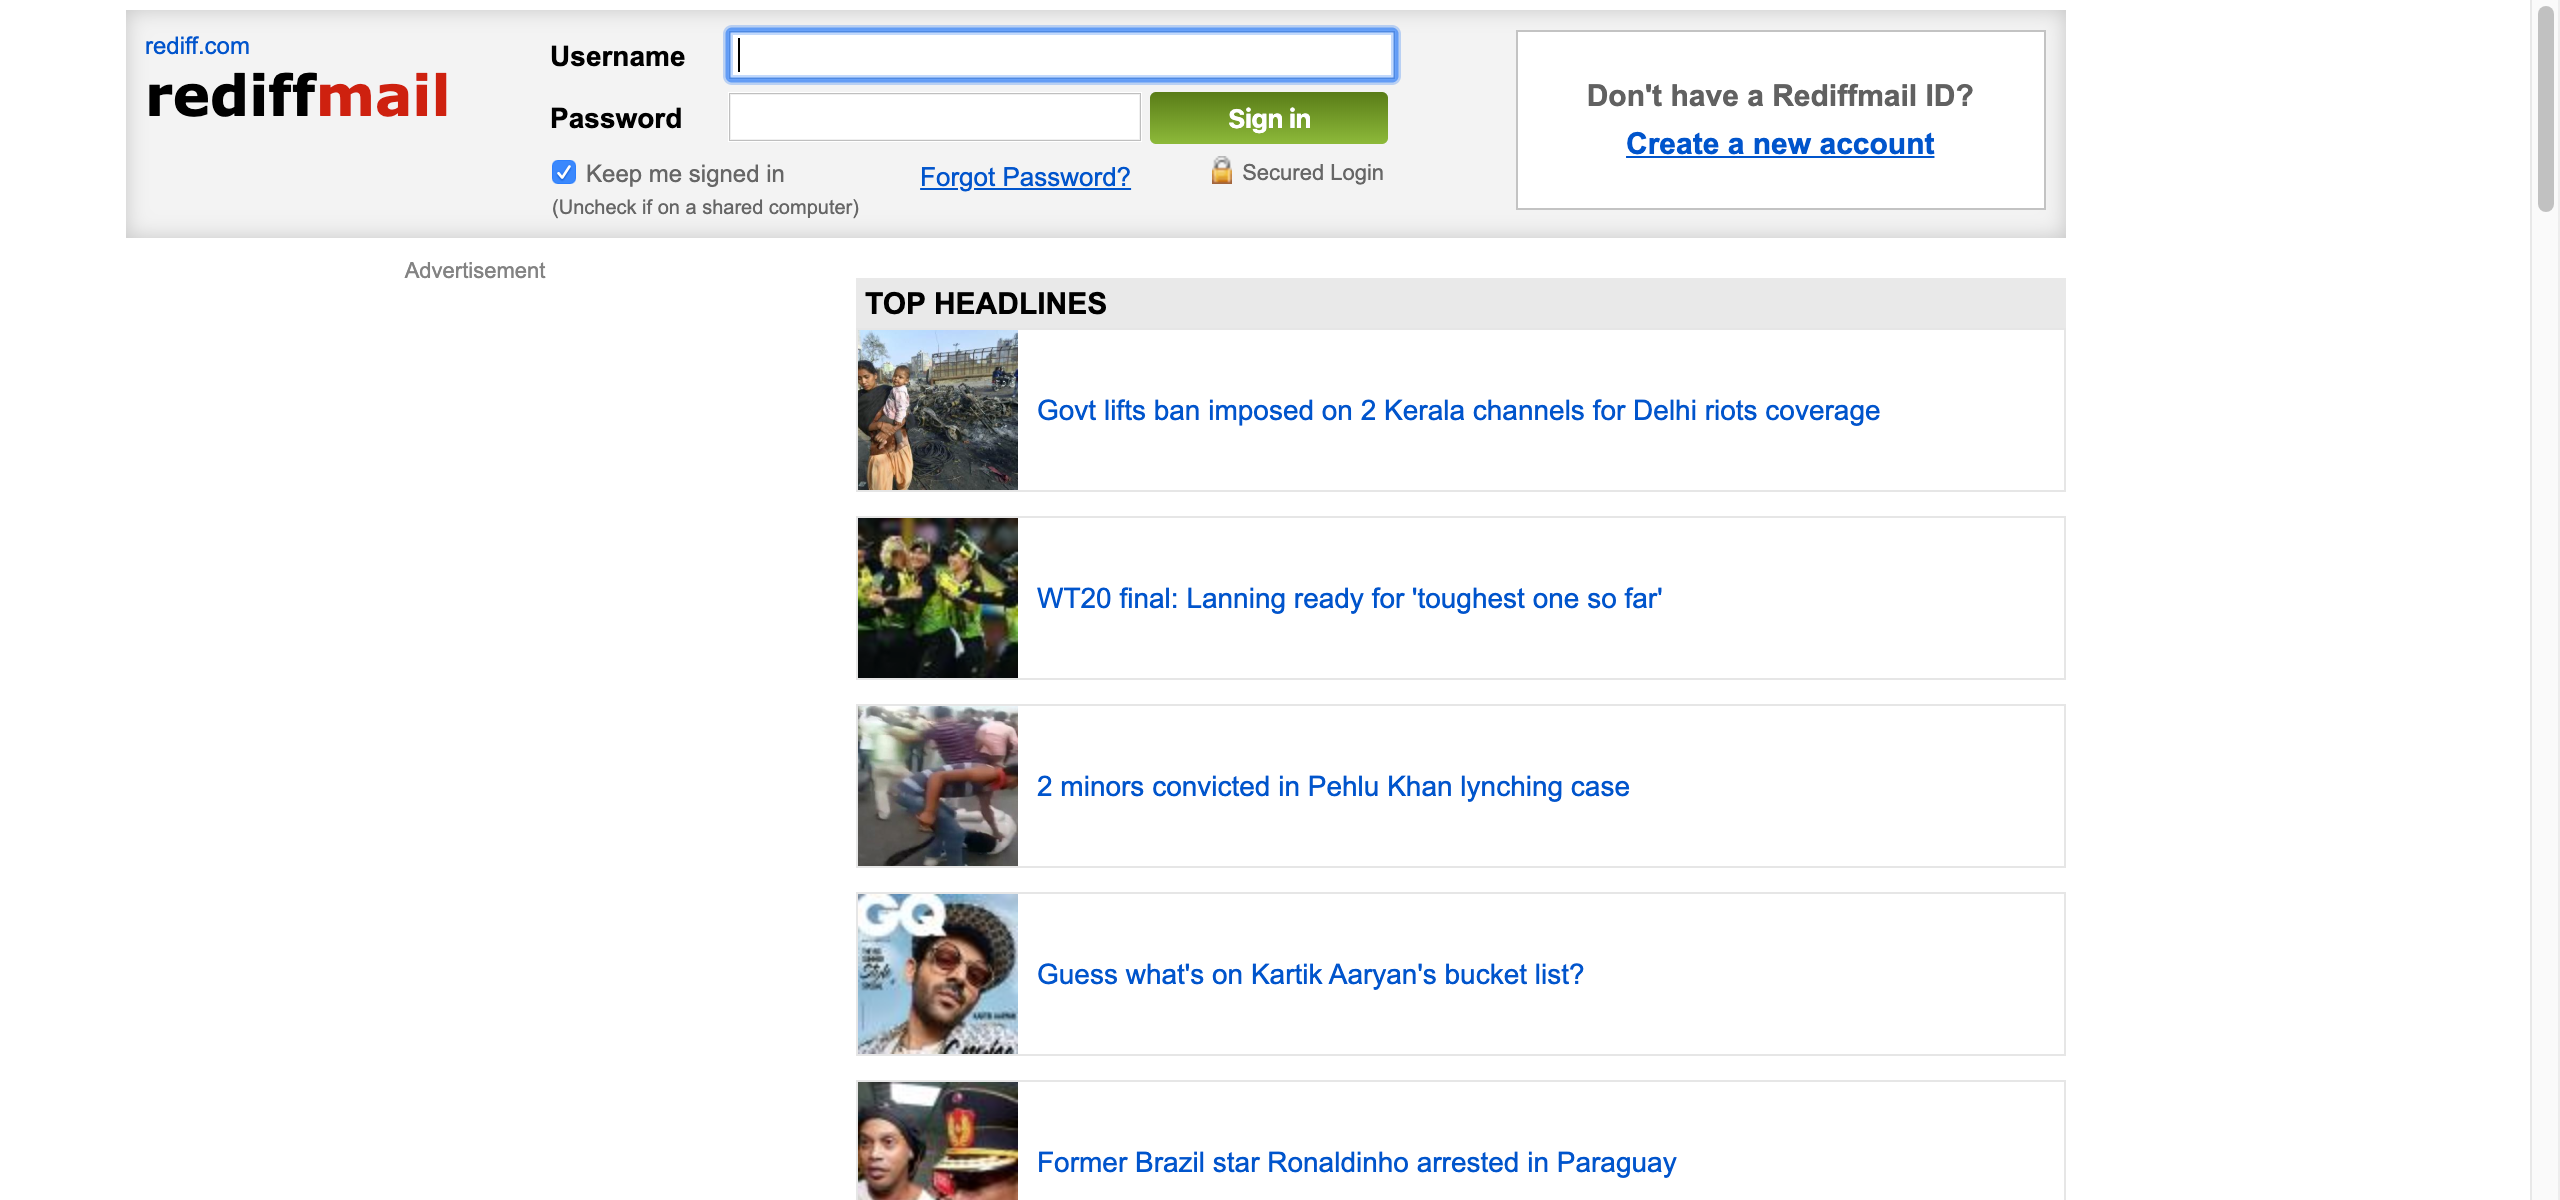 rediff.com
rediffmail
Username
Password
Sign in
Keep me signed in
(Uncheck if on a shared computer)
Forgot Password?
Secured Login
Don't have a Rediffmail ID?
Create a new account
Advertisement
TOP HEADLINES
Govt lifts ban imposed on 2 Kerala channels for Delhi riots coverage
WT20 final: Lanning ready for 'toughest one so far'
2 minors convicted in Pehlu Khan lynching case
GQ
Guess what's on Kartik Aaryan's bucket list?
Former Brazil star Ronaldinho arrested in Paraguay